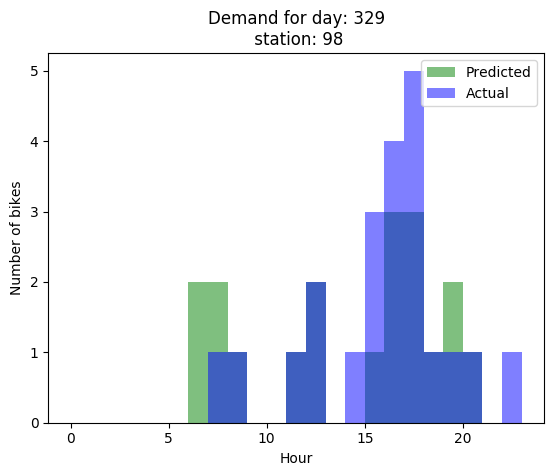 Demand for day: 329
station: 98
Predicted
Actual
Number of bikes
5
4
3
2
1
0
0 5 10 15 20
Hour